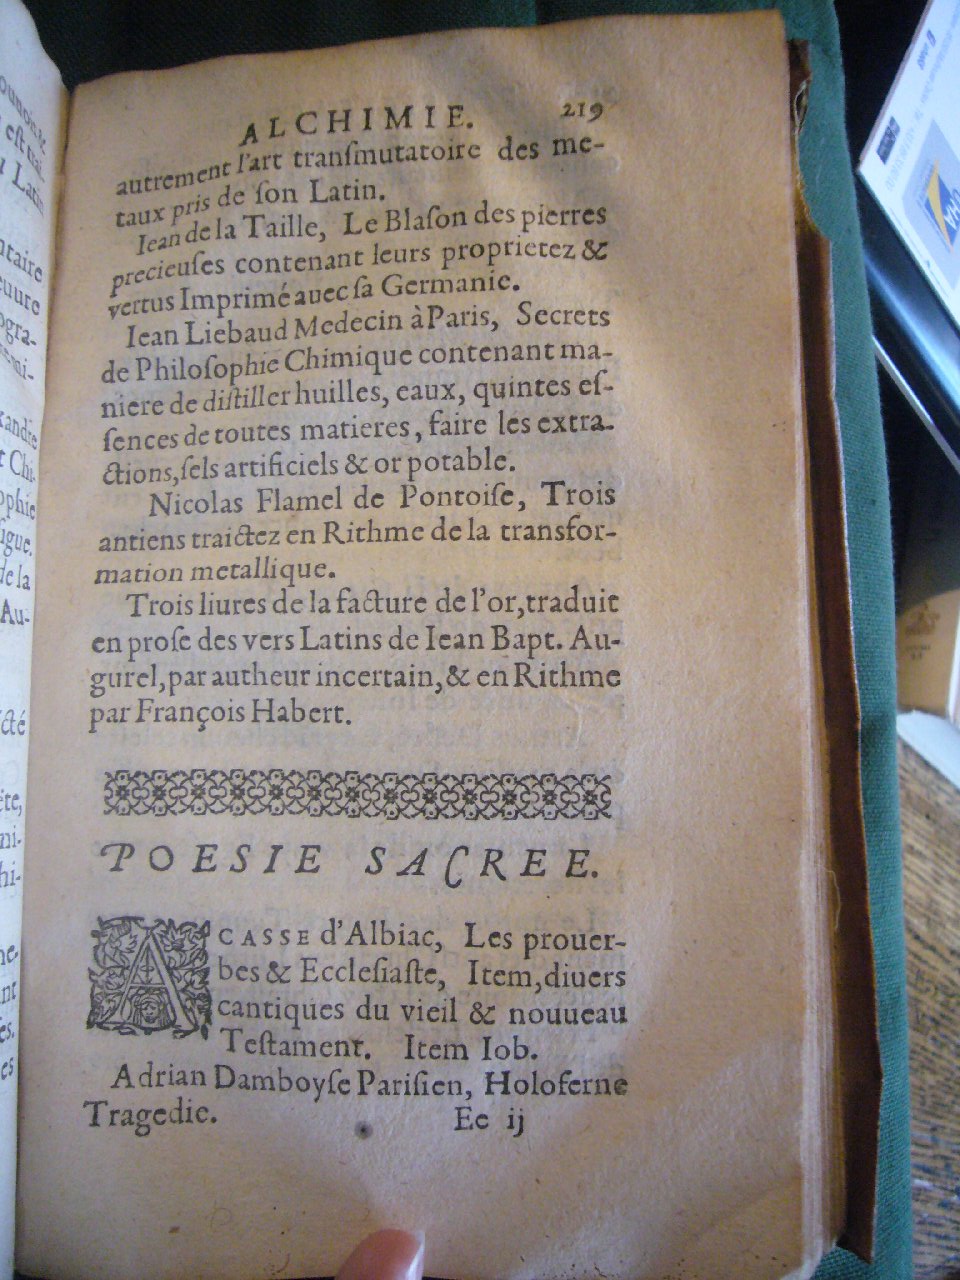 ALCHIMIE. 219
autrement l'art transmutatoire des me-
taux pris de son Latin.
Iean de la Taille, Le Blason des pierres
precieuses contenant leurs proprietez &
vertus Imprimé auec sa Germanie.
Iean Liebaud Medecin à Paris, Secrets
de Philosophie Chimique contenant ma-
niere de distiller huilles, eaux, quintes es-
sences de toutes matieres, faire les extra-
ctions, sels artificiels & or potable.
Nicolas Flamel de Pontoise, Trois
antiens traictez en Rithme de la transfor-
mation metallique.
Trois liures de la facture de l'or, traduit
en prose des vers Latins de Iean Bapt. Au-
gurel, par autheur incertain, & en Rithme
par François Habert.
POESIE SACREE.
ACASSE d'Albiac, Les prouer-
bes & Ecclesiaste, Item, diuers
cantiques du vieil & nouueau
Testament. Item Iob.
Adrian Damboyse Parisien, Holoferne
Tragedie.
Ee ij